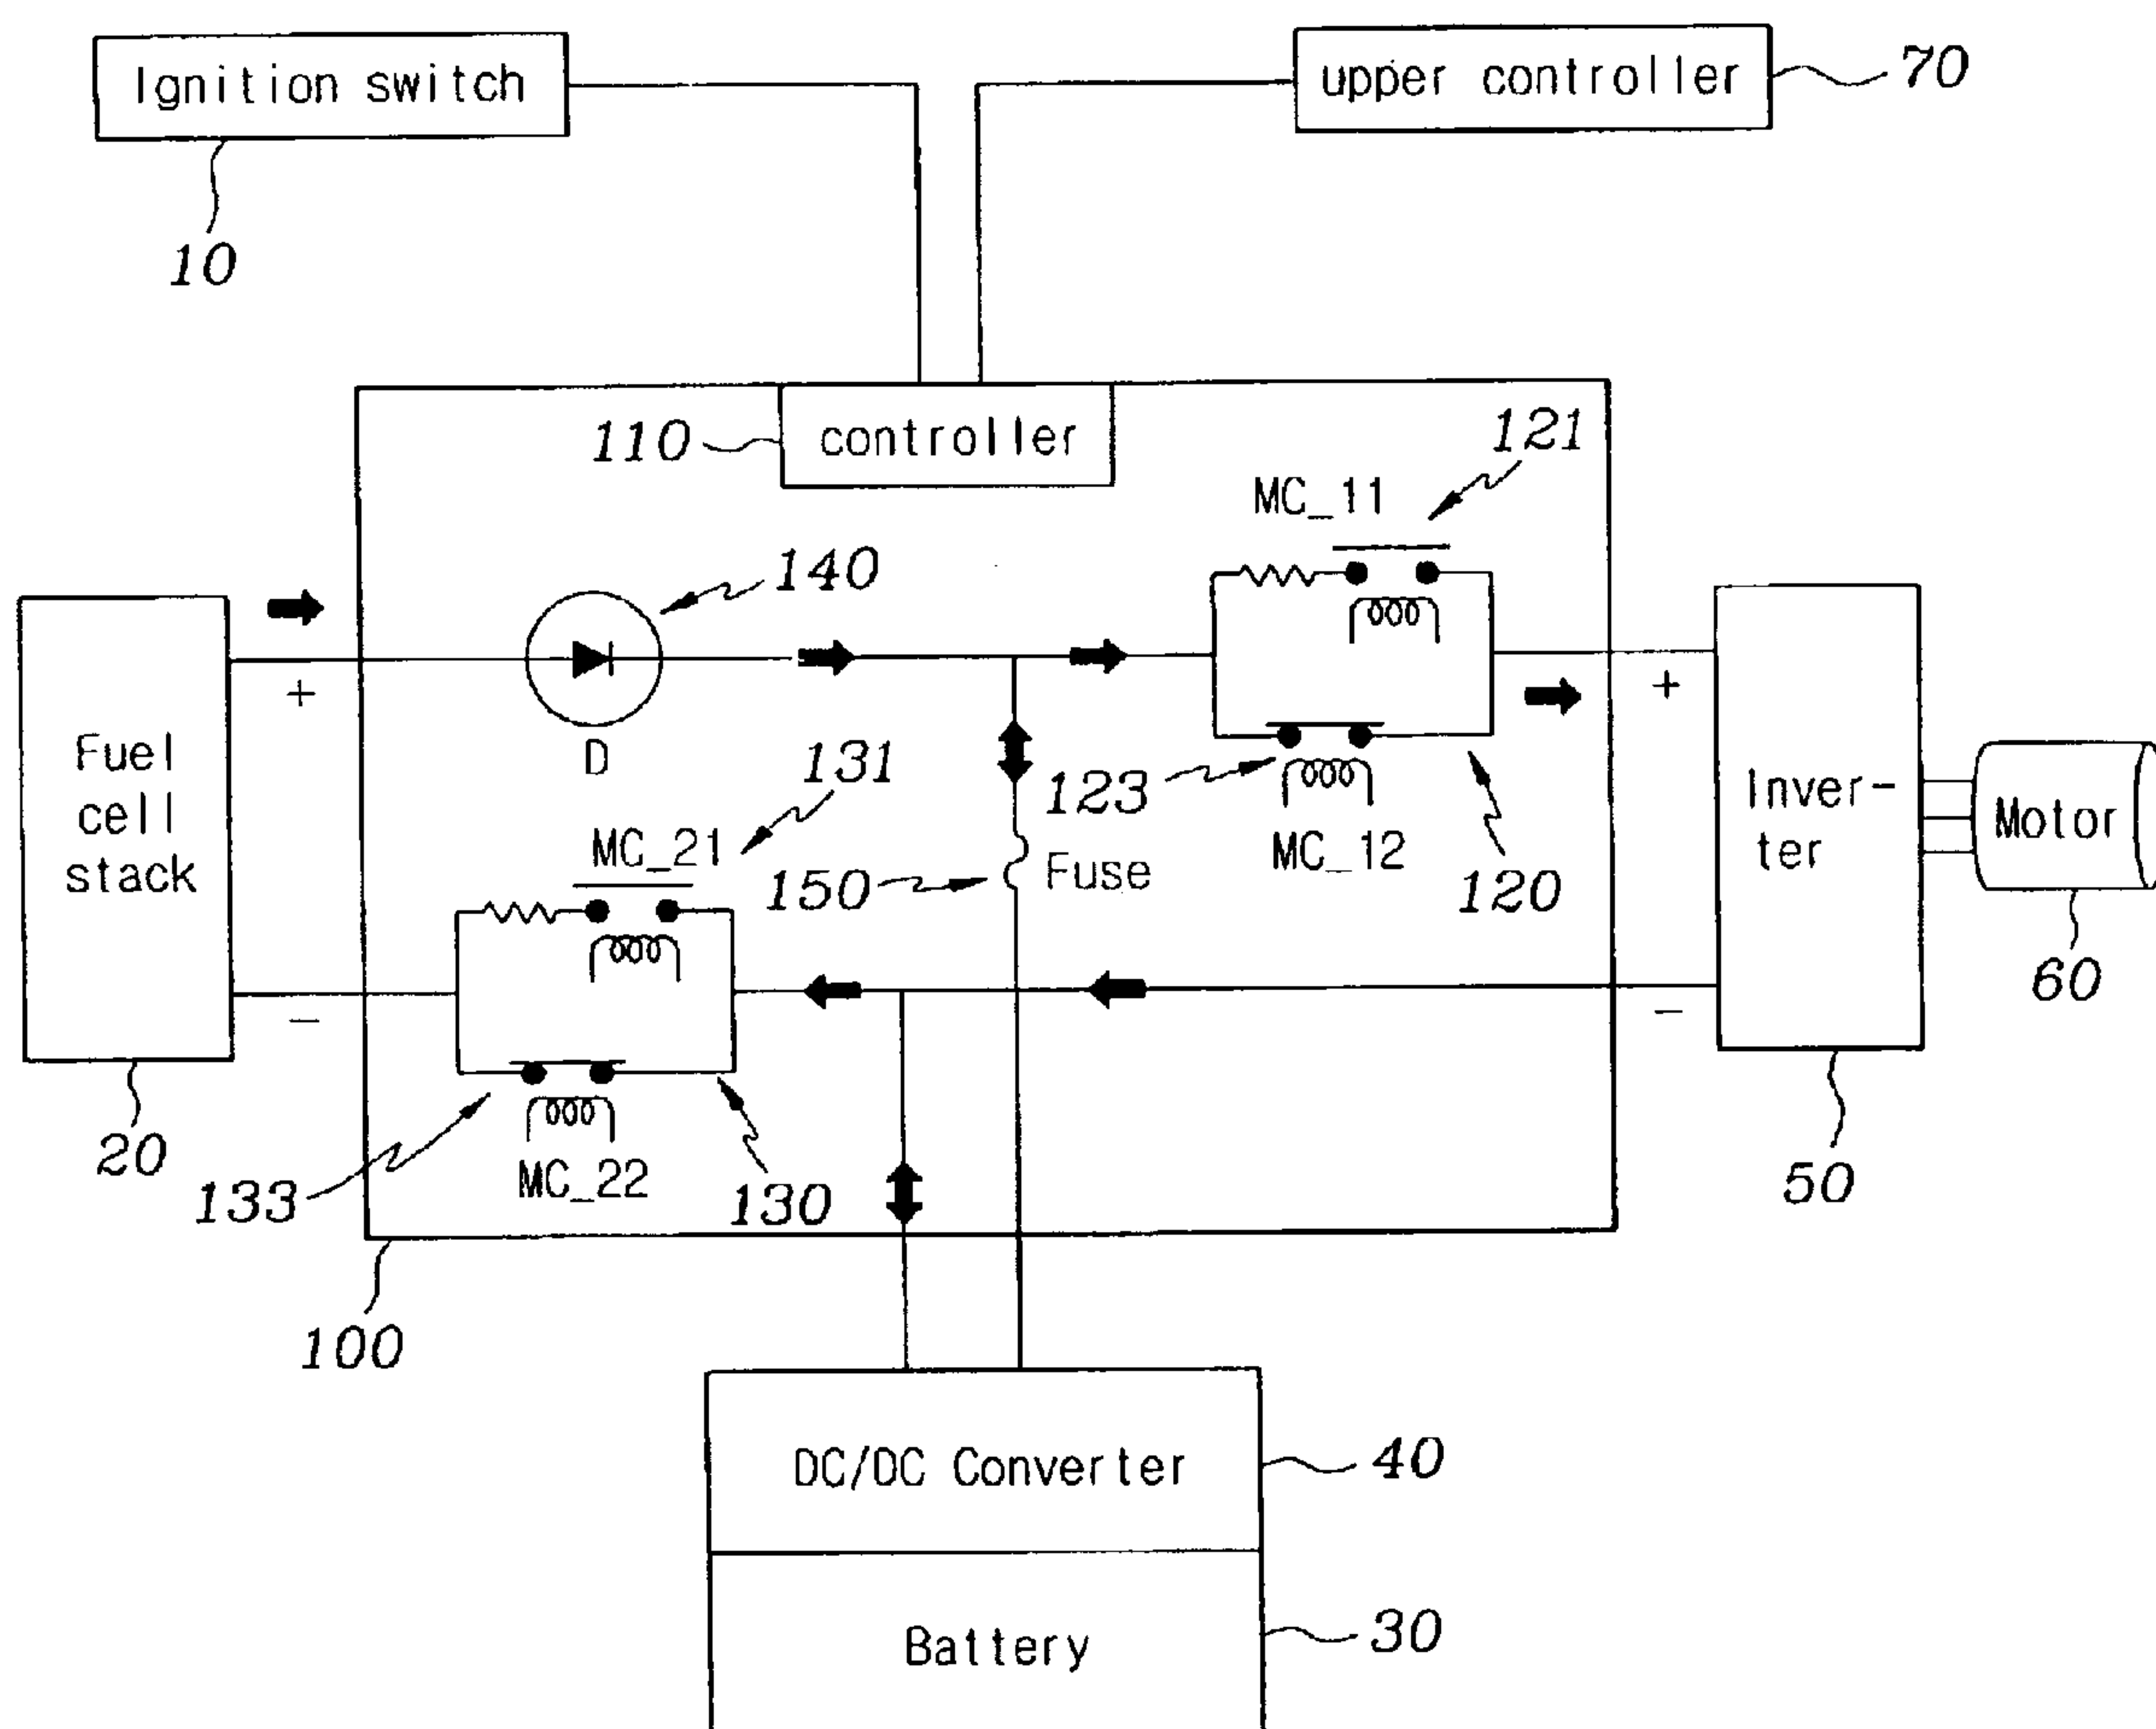 Ignition switch
upper controller
70
10
controller
110
121
MC_11
140
+
+
D
Fuel
cell
stack
131
MC_21
123
MC_12
120
Inver-
ter
Motor
150
Fuse
60
−
−
20
133
MC_22
130
50
100
DC/DC Converter
40
Battery
30